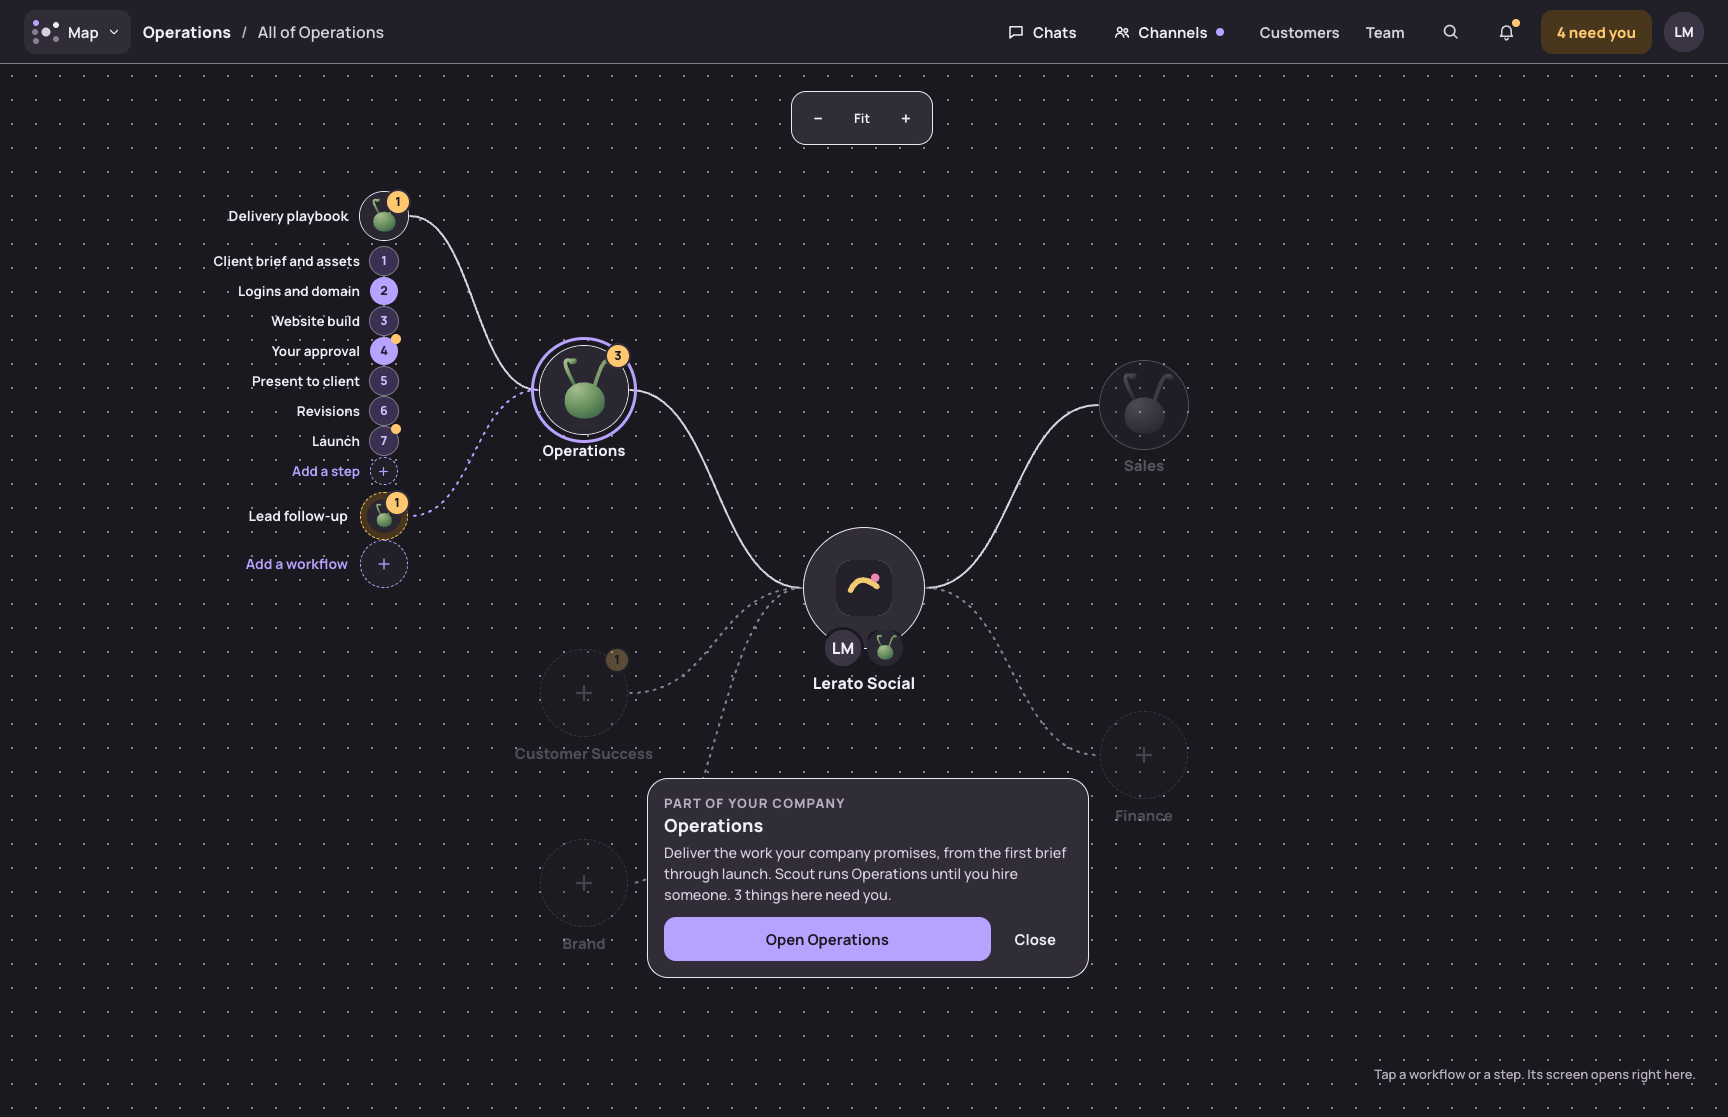 Map
Operations / All of Operations
Chats
Channels
Customers
Team
4 need you
LM
− Fit +
Delivery playbook
1
Client brief and assets 1
Logins and domain 2
Website build 3
Your approval 4
Present to client 5
Revisions 6
Launch 7
Add a step +
Lead follow-up
1
Add a workflow +
3
Operations
Sales
LM
Lerato Social
1
+
Customer Success
+
Finance
+
Brand
PART OF YOUR COMPANY
Operations
Deliver the work your company promises, from the first brief
through launch. Scout runs Operations until you hire
someone. 3 things here need you.
Open Operations
Close
Tap a workflow or a step. Its screen opens right here.